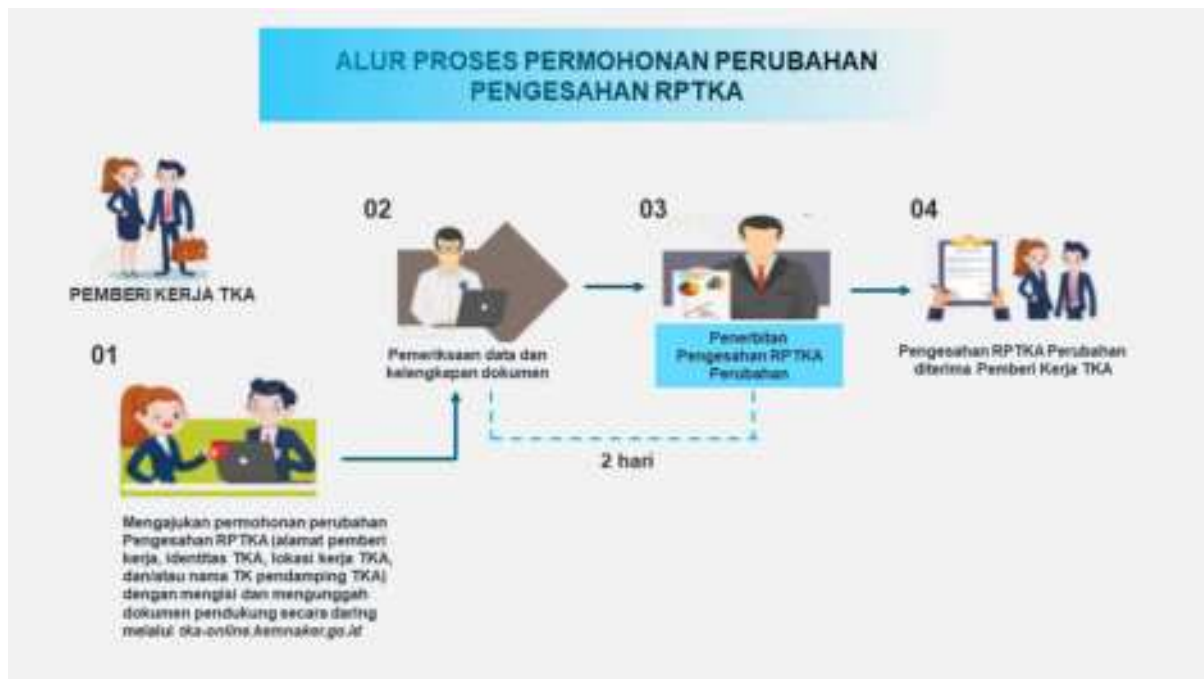 ALUR PROSES PERMOHONAN PERUBAHAN
PENGESAHAN RPTKA
PEMBERI KERJA TKA
01
Mengajukan permohonan perubahan
Pengesahan RPTKA (alamat pemberi
kerja, identitas TKA, lokasi kerja TKA,
dan/atau nama TK pendamping TKA)
dengan mengisi dan mengunggah
dokumen pendukung secara daring
melalui tka-online.kemnaker.go.id
02
Pemeriksaan data dan
kelengkapan dokumen
03
Penerbitan
Pengesahan RPTKA
Perubahan
2 hari
04
Pengesahan RPTKA Perubahan
diterima Pemberi Kerja TKA